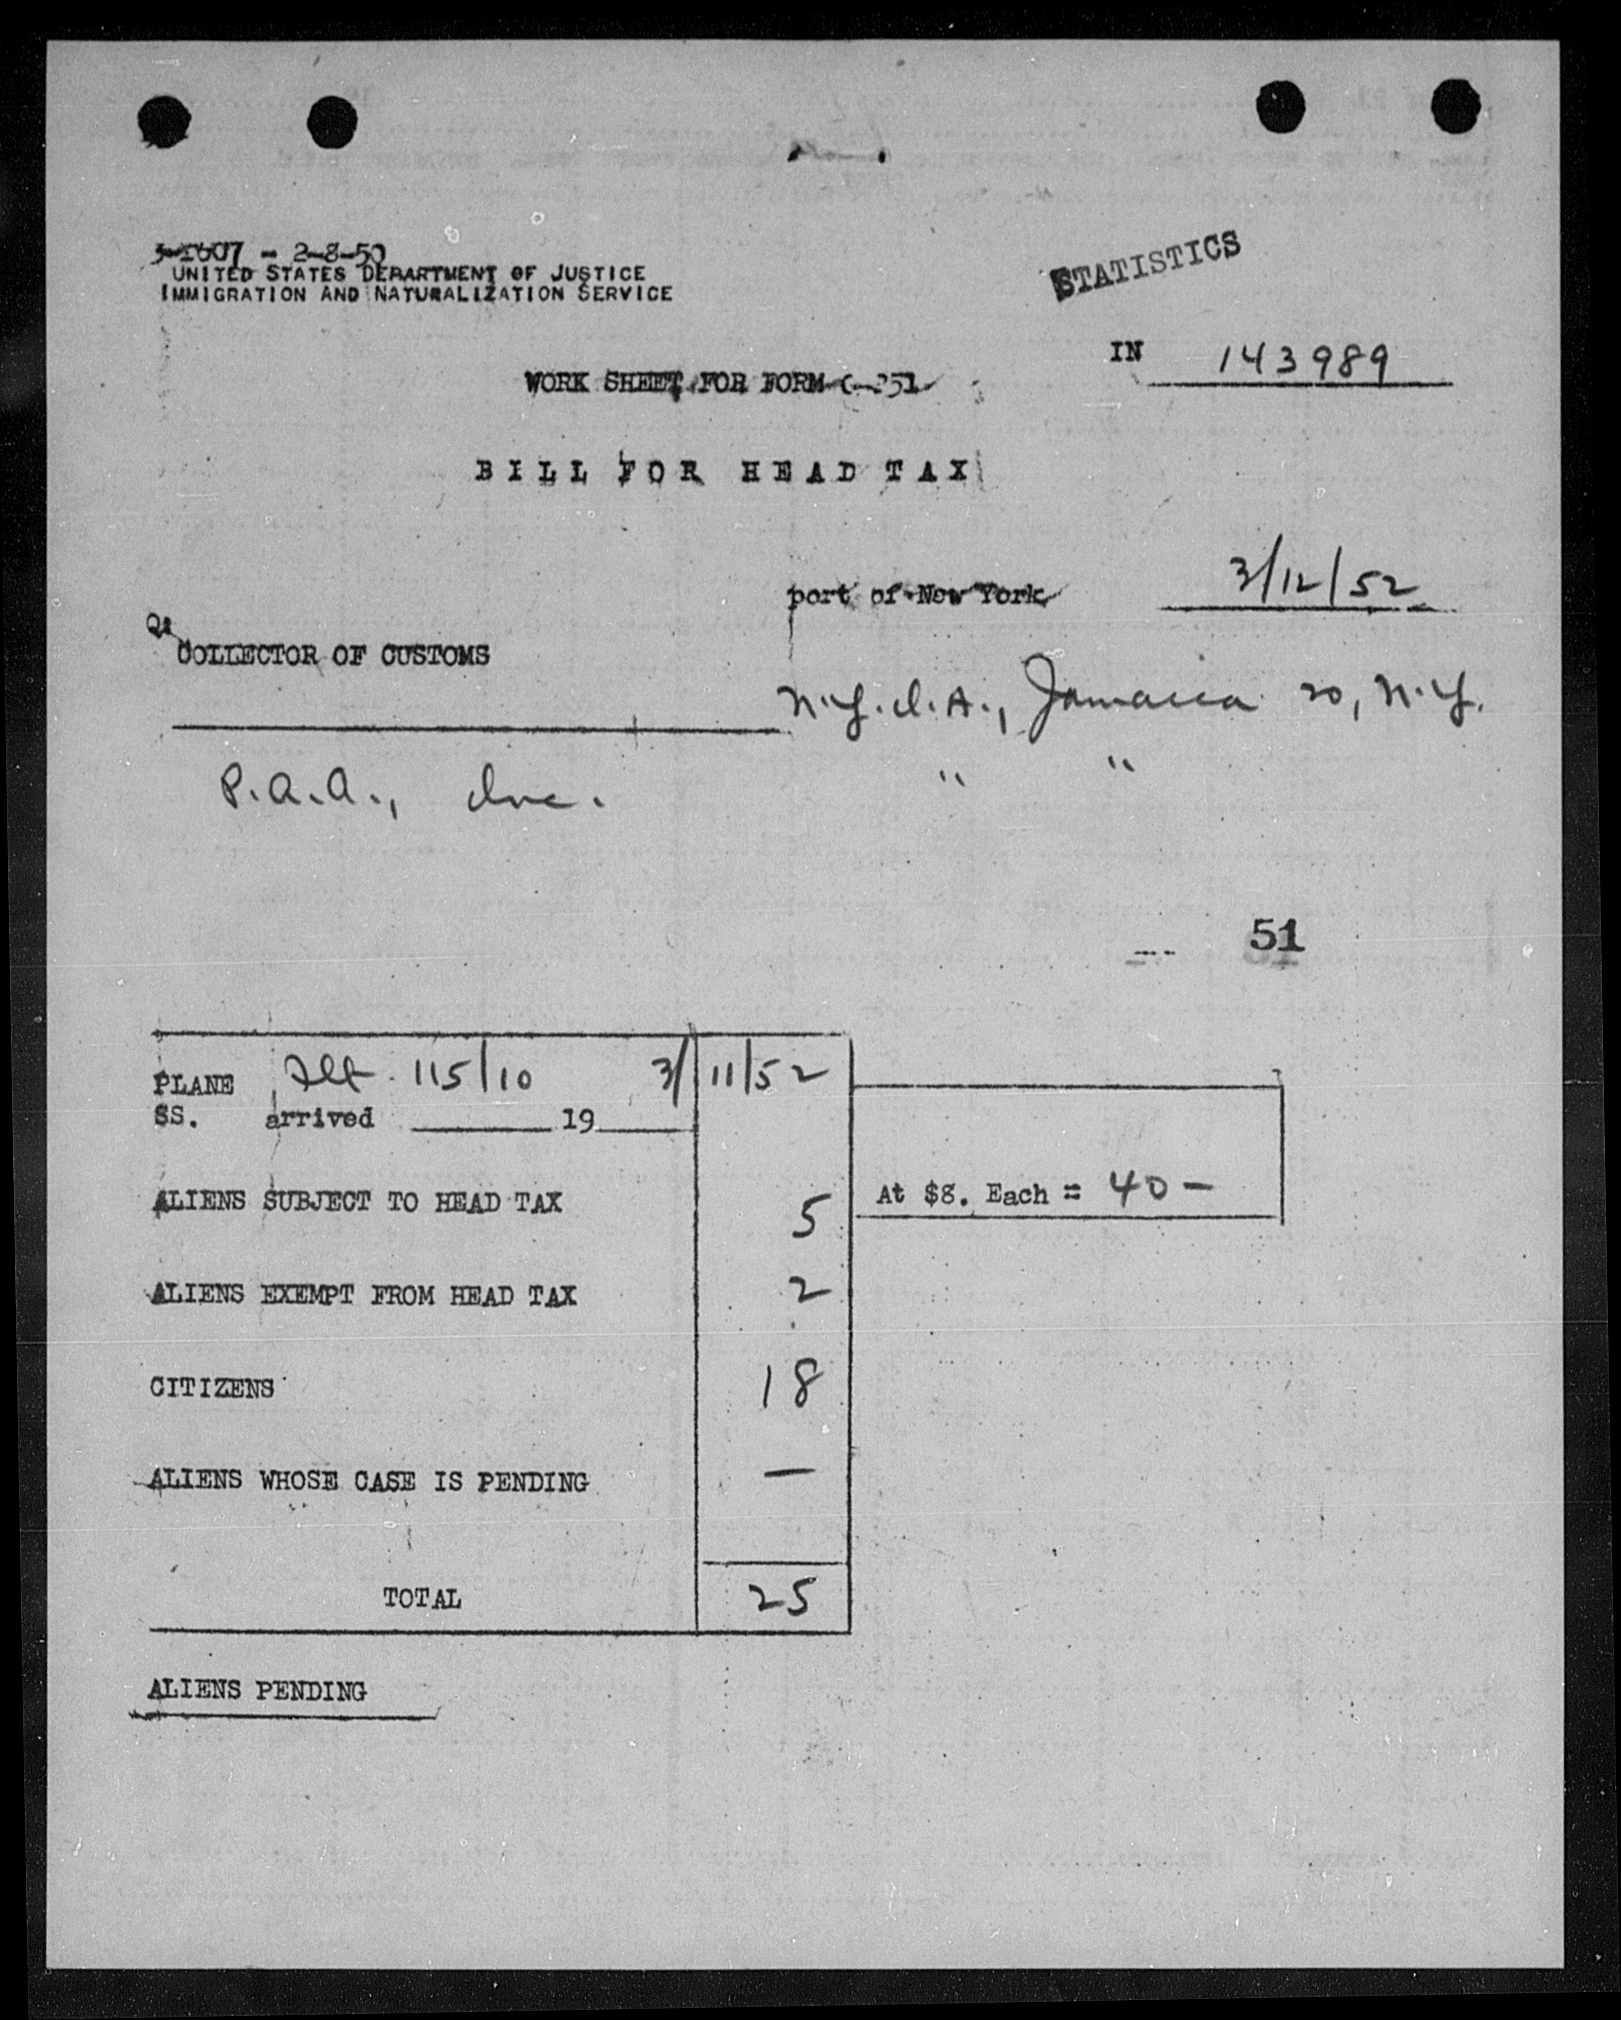 3-1607 - 2-8-50
UNITED STATES DEPARTMENT OF JUSTICE
IMMIGRATION AND NATURALIZATION SERVICE
STATISTICS
IN 143989
WORK SHEET FOR FORM C-251
BILL FOR HEAD TAX
port of New York 3/12/52
COLLECTOR OF CUSTOMS
N.Y.I.A., Jamaica 20, N.Y.
P.A.A., Inc. " "
51
PLANE Flt. 115/10 3/11/52
SS. arrived 19
ALIENS SUBJECT TO HEAD TAX 5 At $8. Each = 40 -
ALIENS EXEMPT FROM HEAD TAX 2
CITIZENS 18
ALIENS WHOSE CASE IS PENDING —
TOTAL 25
ALIENS PENDING